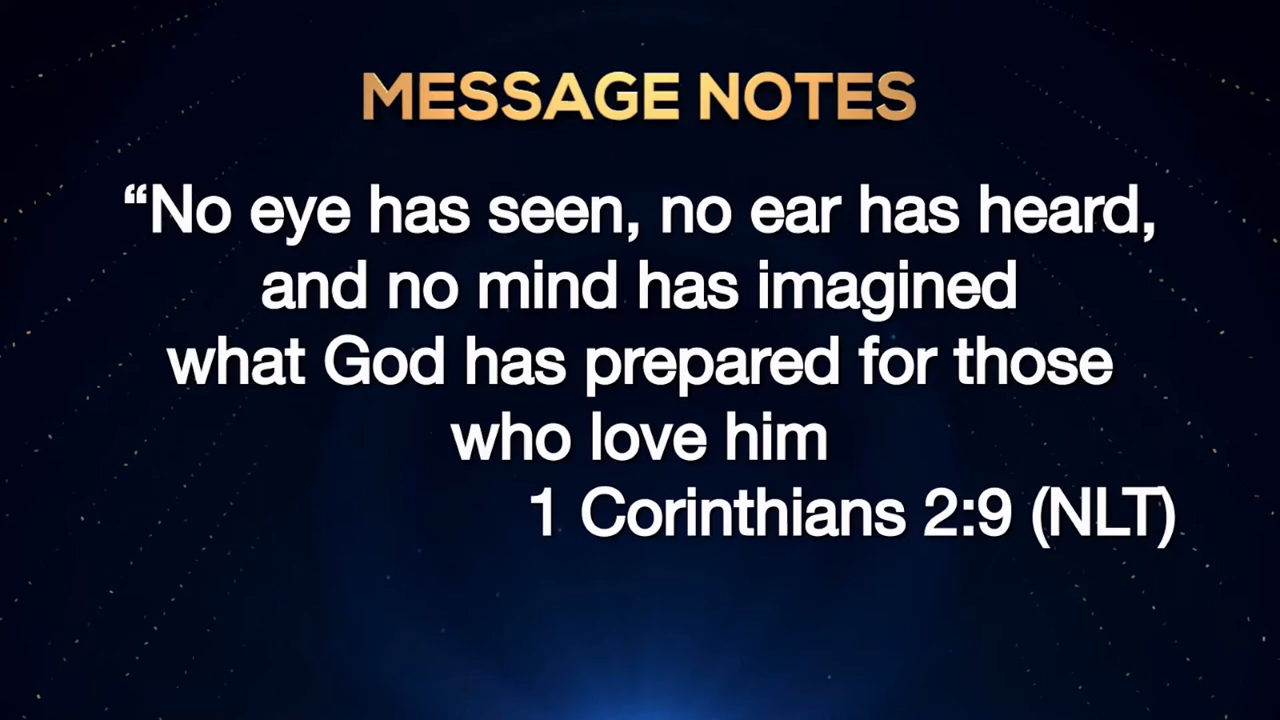 MESSAGE NOTES
“No eye has seen, no ear has heard,
and no mind has imagined
what God has prepared for those
who love him
1 Corinthians 2:9 (NLT)